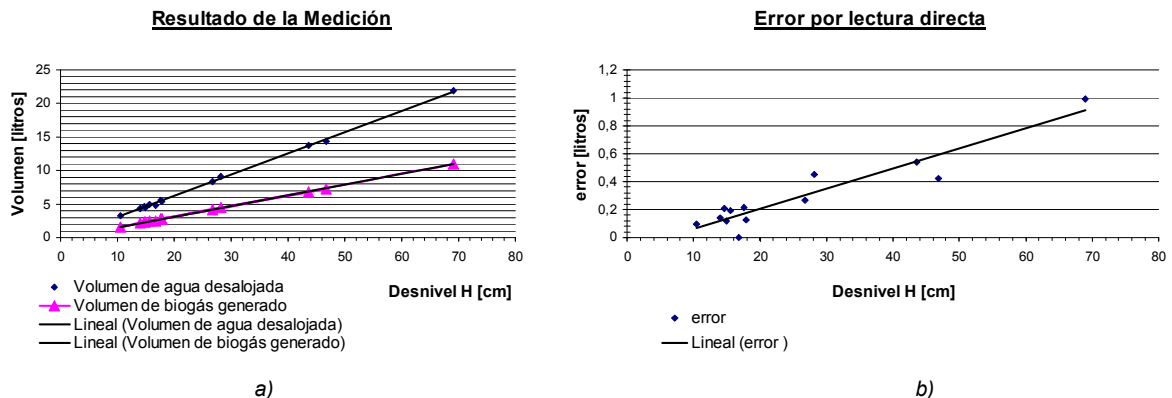 Resultado de la Medición
Volumen [litros]
25
20
15
10
5
0
0 10 20 30 40 50 60 70 80
Desnivel H [cm]
Volumen de agua desalojada
Volumen de biogás generado
Lineal (Volumen de agua desalojada)
Lineal (Volumen de biogás generado)
a)
Error por lectura directa
error [litros]
1,2
1
0,8
0,6
0,4
0,2
0
0 10 20 30 40 50 60 70 80
Desnivel H [cm]
error
Lineal (error )
b)